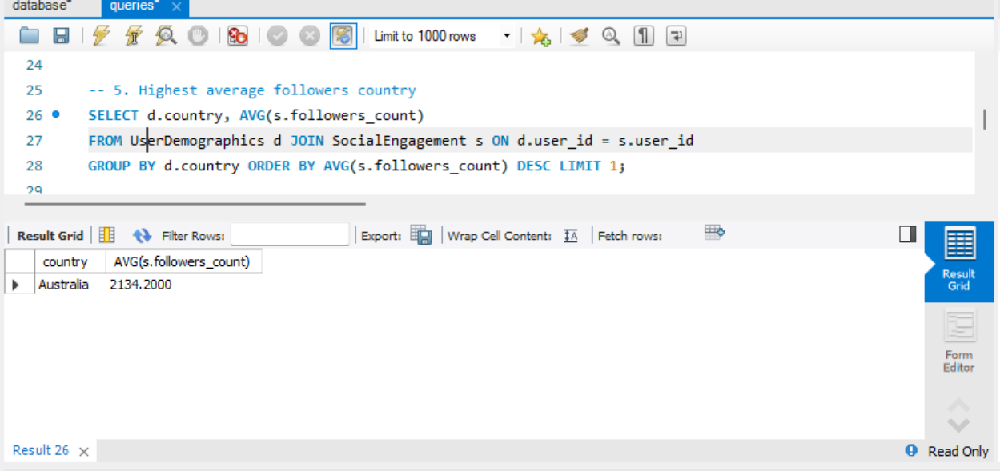 database*
queries*
Limit to 1000 rows
24
25 -- 5. Highest average followers country
26 SELECT d.country, AVG(s.followers_count)
27 FROM UserDemographics d JOIN SocialEngagement s ON d.user_id = s.user_id
28 GROUP BY d.country ORDER BY AVG(s.followers_count) DESC LIMIT 1;
29
Result Grid Filter Rows: Export: Wrap Cell Content: Fetch rows:
country AVG(s.followers_count)
Australia 2134.2000
Result
Grid
Form
Editor
Result 26
Read Only